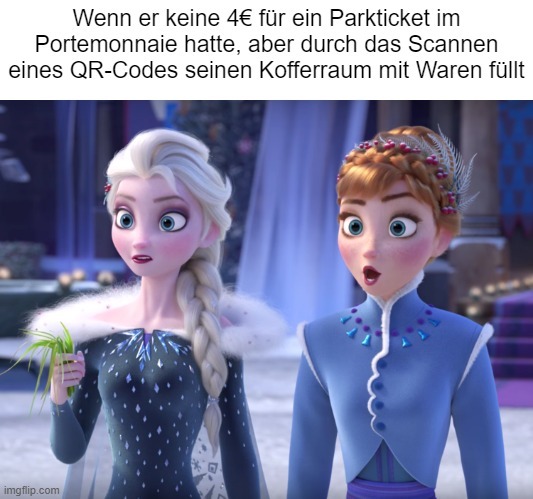 Wenn er keine 4€ für ein Parkticket im
Portemonnaie hatte, aber durch das Scannen
eines QR-Codes seinen Kofferraum mit Waren füllt
imgflip.com